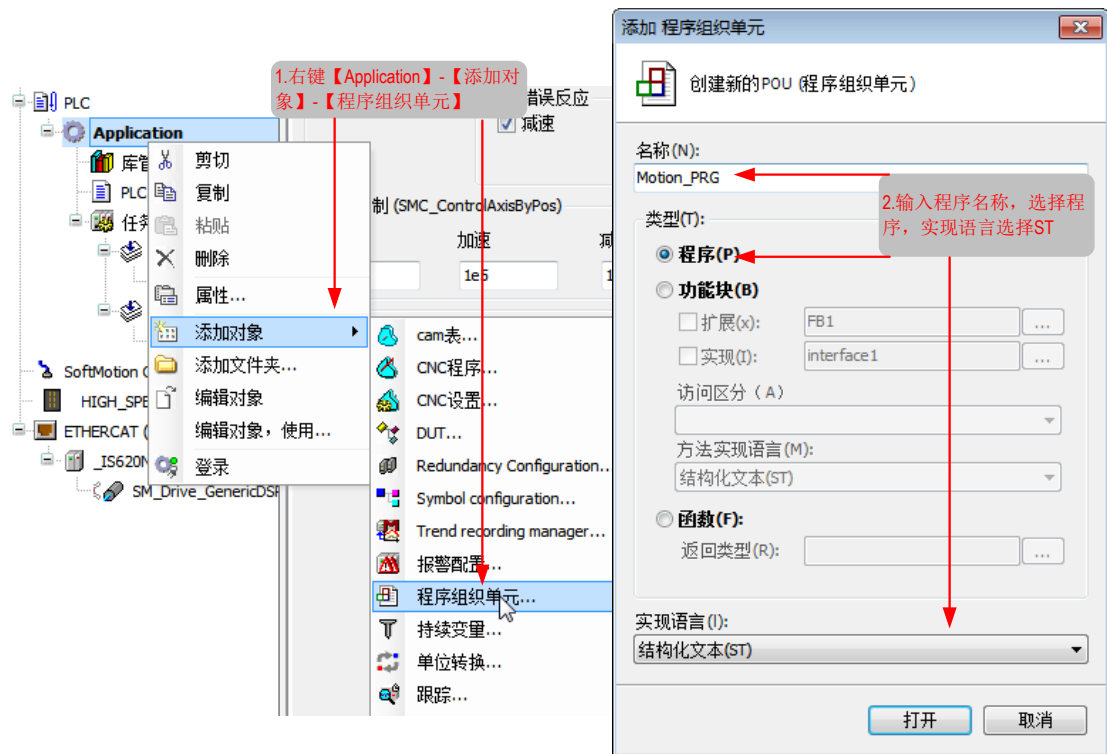 1.右键【Application】-【添加对
象】-【程序组织单元】
PLC
Application
库管
PLC
任务
SoftMotion
HIGH_SPE
ETHERCAT (
_IS620N
SM_Drive_GenericDSP
剪切
复制
粘贴
删除
属性...
添加对象
添加文件夹...
编辑对象
编辑对象，使用...
登录
错误反应
减速
制 (SMC_ControlAxisByPos)
加速
减
1e5
1
cam表...
CNC程序...
CNC设置...
DUT...
Redundancy Configuration...
Symbol configuration...
Trend recording manager...
报警配置...
程序组织单元...
持续变量...
单位转换...
跟踪...
添加 程序组织单元
创建新的POU (程序组织单元)
名称(N):
Motion_PRG
2.输入程序名称，选择程
序，实现语言选择ST
类型(T):
程序(P)
功能块(B)
扩展(x):
FB1
...
实现(I):
interface1
...
访问区分（A）
方法实现语言(M):
结构化文本(ST)
函数(F):
返回类型(R):
...
实现语言(I):
结构化文本(ST)
打开
取消